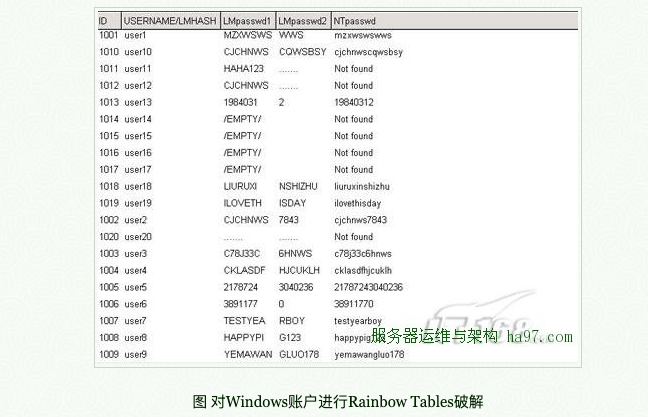 ID USERNAME/LMHASH LMpasswd1 LMpasswd2 NTpasswd
1001 user1 MZXWSWS WWS mzxwswswws
1010 user10 CJCHNWS CQWSBSY cjchnwscqwsbsy
1011 user11 HAHA123 ....... Not found
1012 user12 CJCHNWS ....... Not found
1013 user13 1984031 2 19840312
1014 user14 /EMPTY/ Not found
1015 user15 /EMPTY/ Not found
1016 user16 /EMPTY/ Not found
1017 user17 /EMPTY/ Not found
1018 user18 LIURUXI NSHIZHU liuruxinshizhu
1019 user19 ILOVETH ISDAY ilovethisday
1002 user2 CJCHNWS 7843 cjchnws7843
1020 user20 ....... ....... Not found
1003 user3 C78J33C 6HNWS c78j33c6hnws
1004 user4 CKLASDF HJCUKLH cklasdfhjcuklh
1005 user5 2178724 3040236 21787243040236
1006 user6 3891177 0 38911770
1007 user7 TESTYEA RBOY testyearboy
1008 user8 HAPPYPI G123 happypig
服务器运维与架构 ha97.com
1009 user9 YEMAWAN GLUO178 yemawangluo178
图 对Windows账户进行Rainbow Tables破解